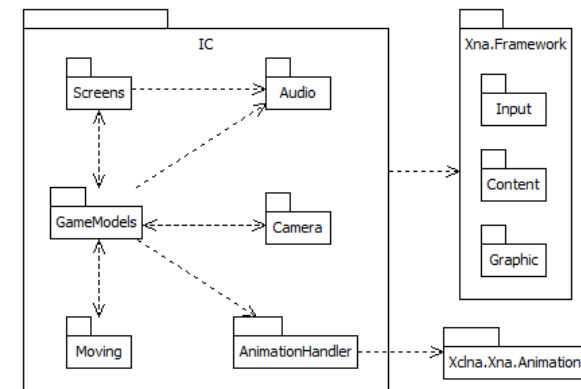 IC
Xna.Framework
Screens
Audio
Input
GameModels
Camera
Content
Graphic
Moving
AnimationHandler
Xclna.Xna.Animation